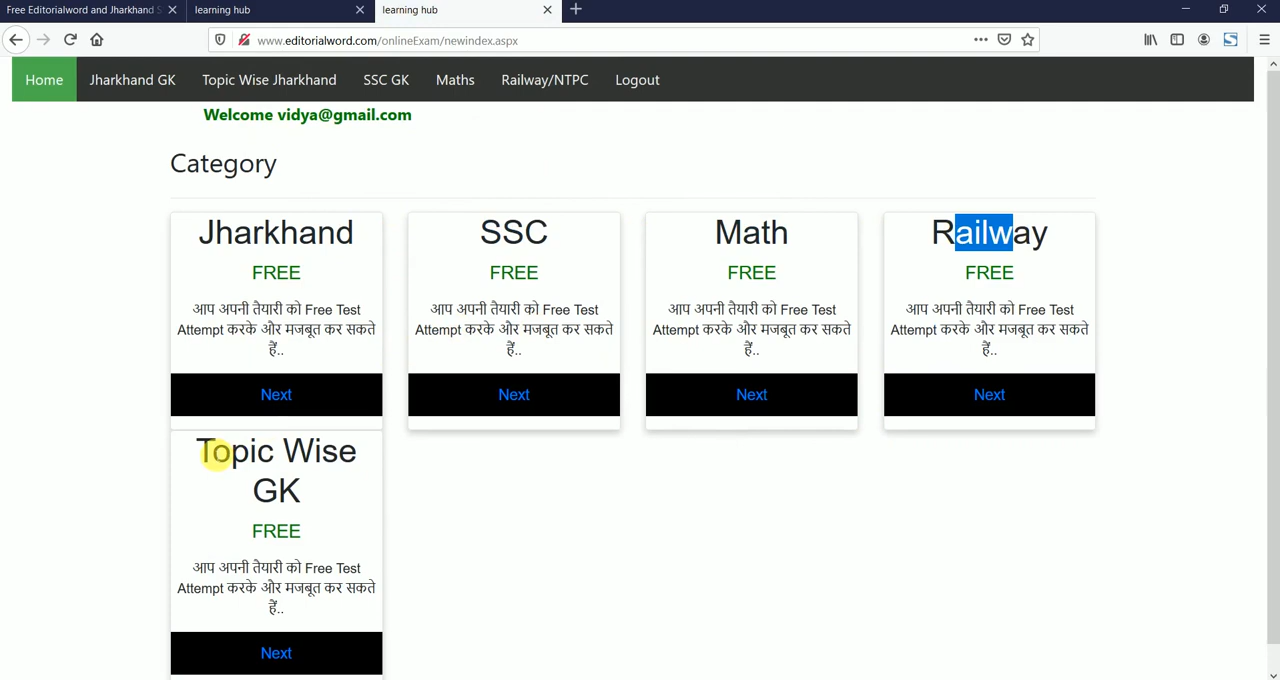 Free Editorialword and Jharkhand S
learning hub
learning hub
www.editorialword.com/onlineExam/newindex.aspx
Home Jharkhand GK Topic Wise Jharkhand SSC GK Maths Railway/NTPC Logout
Welcome vidya@gmail.com
Category
Jharkhand
FREE
आप अपनी तैयारी को Free Test
Attempt करके और मजबूत कर सकते
हैं..
Next
SSC
FREE
आप अपनी तैयारी को Free Test
Attempt करके और मजबूत कर सकते
हैं..
Next
Math
FREE
आप अपनी तैयारी को Free Test
Attempt करके और मजबूत कर सकते
हैं..
Next
Railway
FREE
आप अपनी तैयारी को Free Test
Attempt करके और मजबूत कर सकते
हैं..
Next
Topic Wise
GK
FREE
आप अपनी तैयारी को Free Test
Attempt करके और मजबूत कर सकते
हैं..
Next